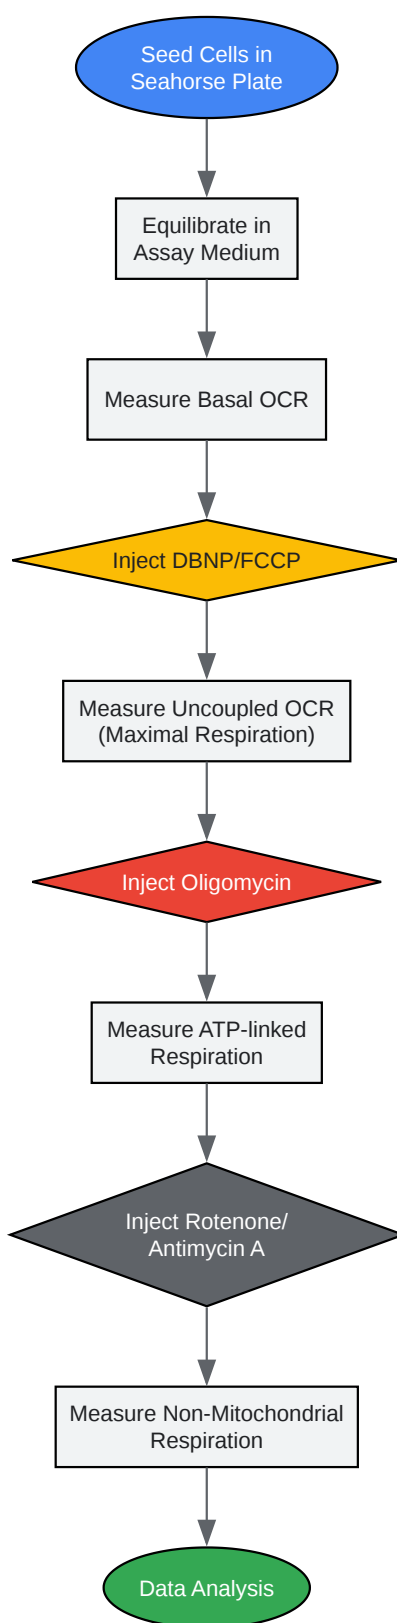 Seed Cells in
Seahorse Plate
Equilibrate in
Assay Medium
Measure Basal OCR
Inject DBNP/FCCP
Measure Uncoupled OCR
(Maximal Respiration)
Inject Oligomycin
Measure ATP-linked
Respiration
Inject Rotenone/
Antimycin A
Measure Non-Mitochondrial
Respiration
Data Analysis